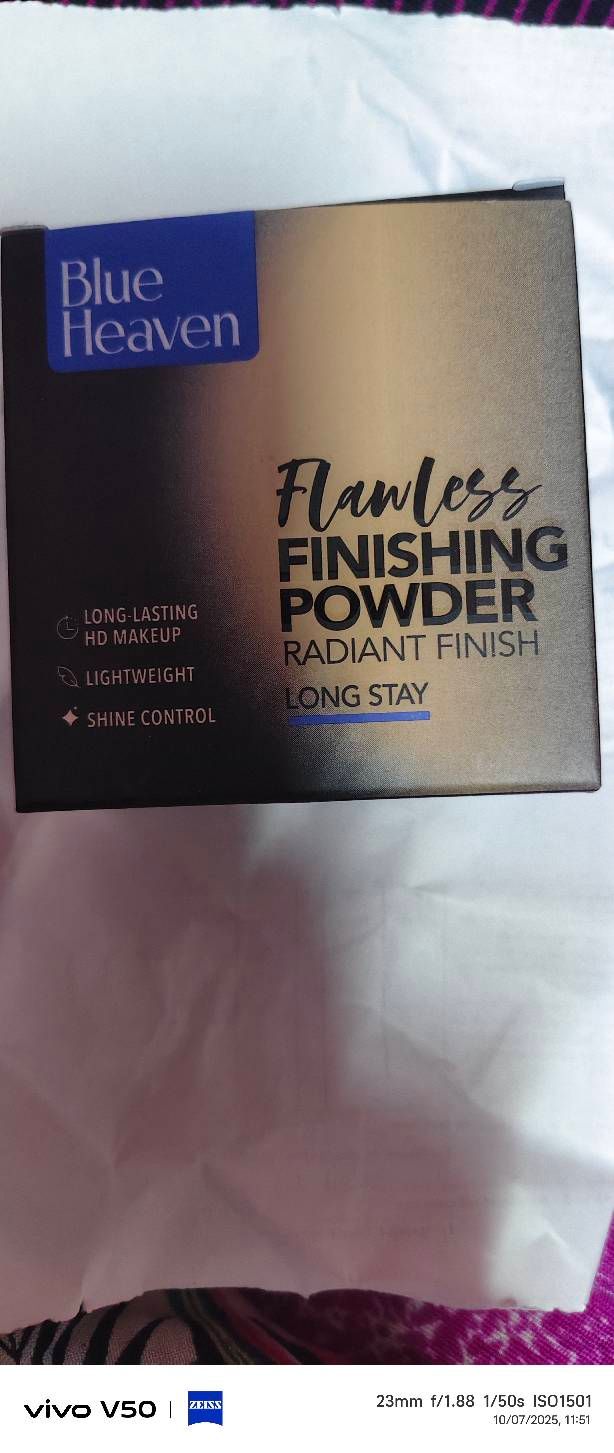 Blue
Heaven
Flawless
FINISHING
POWDER
RADIANT FINISH
LONG STAY
LONG-LASTING
HD MAKEUP
LIGHTWEIGHT
SHINE CONTROL
vivo V50 | ZEISS
23mm f/1.88 1/50s ISO1501
10/07/2025, 11:51